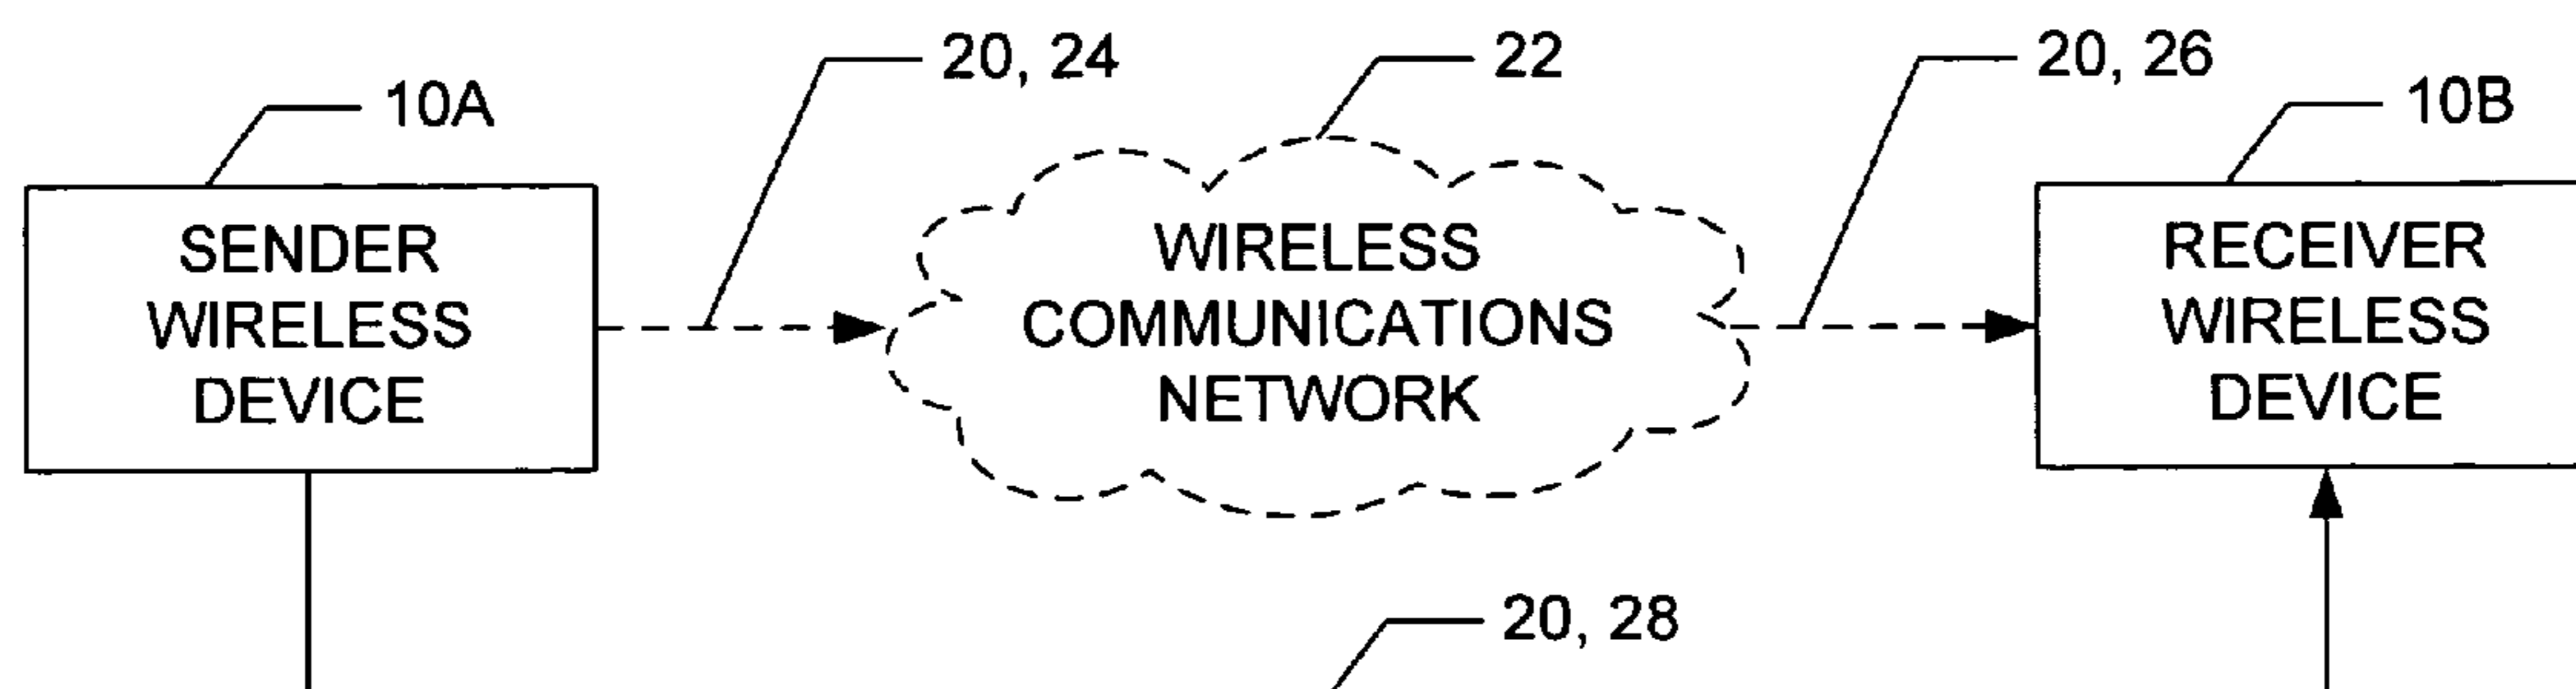 20, 24
22
20, 26
10A
10B
SENDER
WIRELESS
DEVICE
WIRELESS
COMMUNICATIONS
NETWORK
RECEIVER
WIRELESS
DEVICE
20, 28